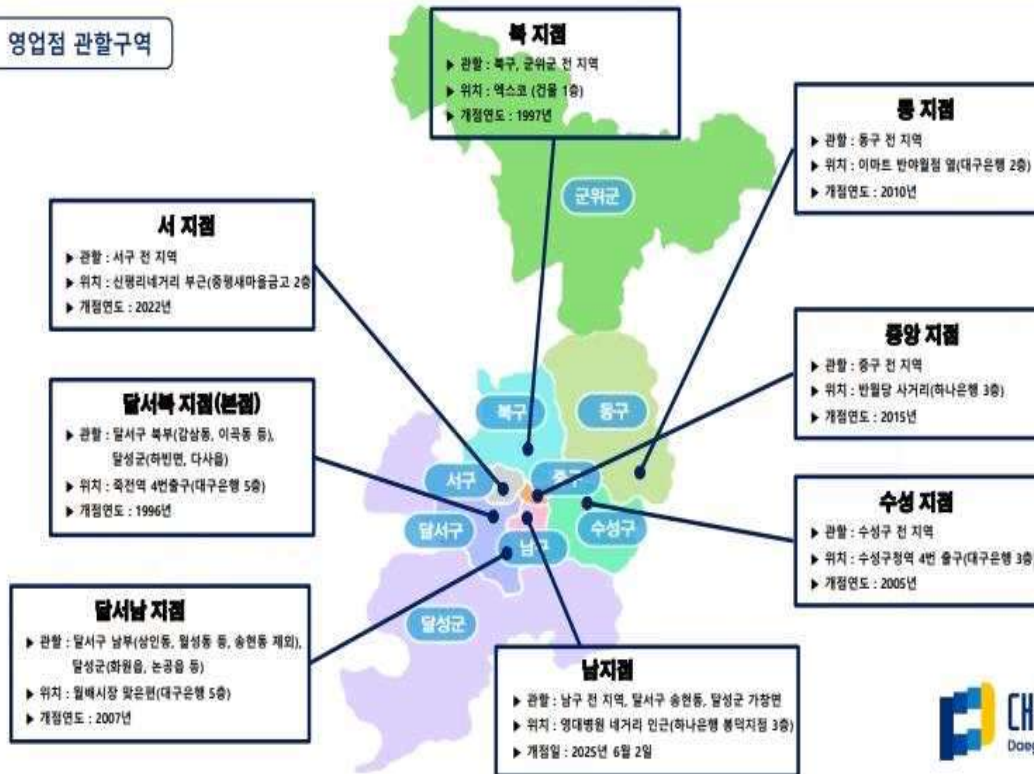 영업점 관할구역
북 지점
▶ 관할 : 북구, 군위군 전 지역
▶ 위치 : 엑스코 (건물 1층)
▶ 개점연도 : 1997년
동 지점
▶ 관할 : 동구 전 지역
▶ 위치 : 이마트 반야월점 옆(대구은행 2층)
▶ 개점연도 : 2010년
서 지점
▶ 관할 : 서구 전 지역
▶ 위치 : 신평리네거리 부근(중평새마을금고 2층
▶ 개점연도 : 2022년
중앙 지점
▶ 관할 : 중구 전 지역
▶ 위치 : 반월당 사거리(하나은행 3층)
▶ 개점연도 : 2015년
달서북 지점(본점)
▶ 관할 : 달서구 북부(감삼동, 이곡동 등),
달성군(하빈면, 다사읍)
▶ 위치 : 죽전역 4번출구(대구은행 5층)
▶ 개점연도 : 1996년
수성 지점
▶ 관할 : 수성구 전 지역
▶ 위치 : 수성구청역 4번 출구(대구은행 3층
▶ 개점연도 : 2005년
달서남 지점
▶ 관할 : 달서구 남부(상인동, 월성동 등, 송현동 제외),
달성군(화원읍, 논공읍 등)
▶ 위치 : 월배시장 맞은편(대구은행 5층)
▶ 개점연도 : 2007년
남지점
▶ 관할 : 남구 전 지역, 달서구 송현동, 달성군 가창면
▶ 위치 : 영대병원 네거리 인근(하나은행 봉덕지점 3층)
▶ 개점일 : 2025년 6월 2일
군위군
북구
동구
서구
중구
달서구
남구
수성구
달성군
CH
Daeg